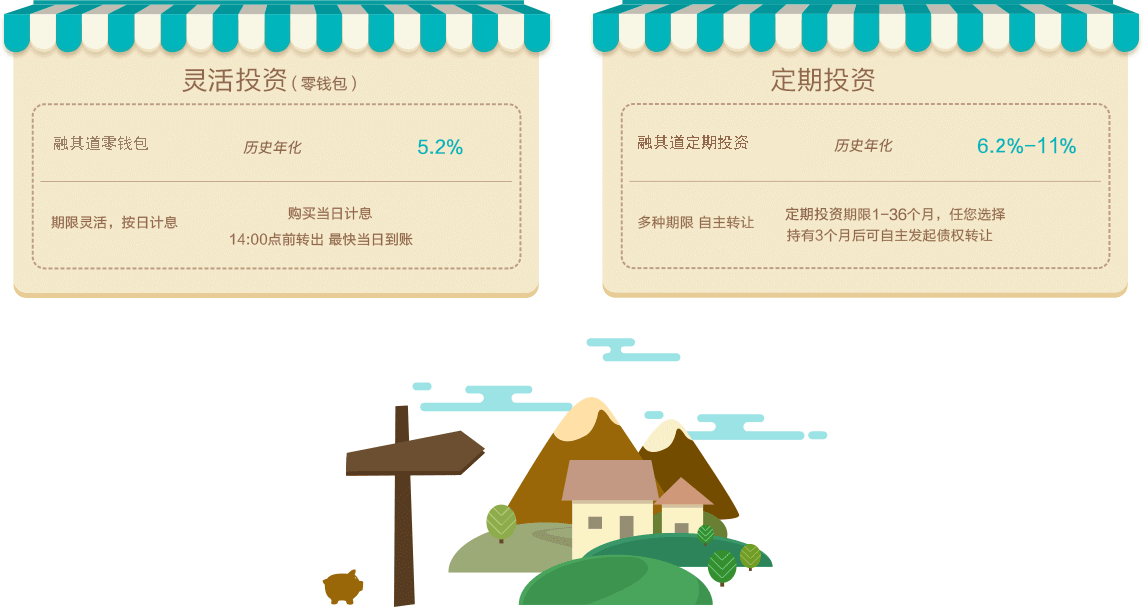 灵活投资（零钱包）
融其道零钱包
历史年化
5.2%
期限灵活，按日计息
购买当日计息
14:00点前转出 最快当日到账
定期投资
融其道定期投资
历史年化
6.2%-11%
多种期限 自主转让
定期投资期限1-36个月，任您选择
持有3个月后可自主发起债权转让